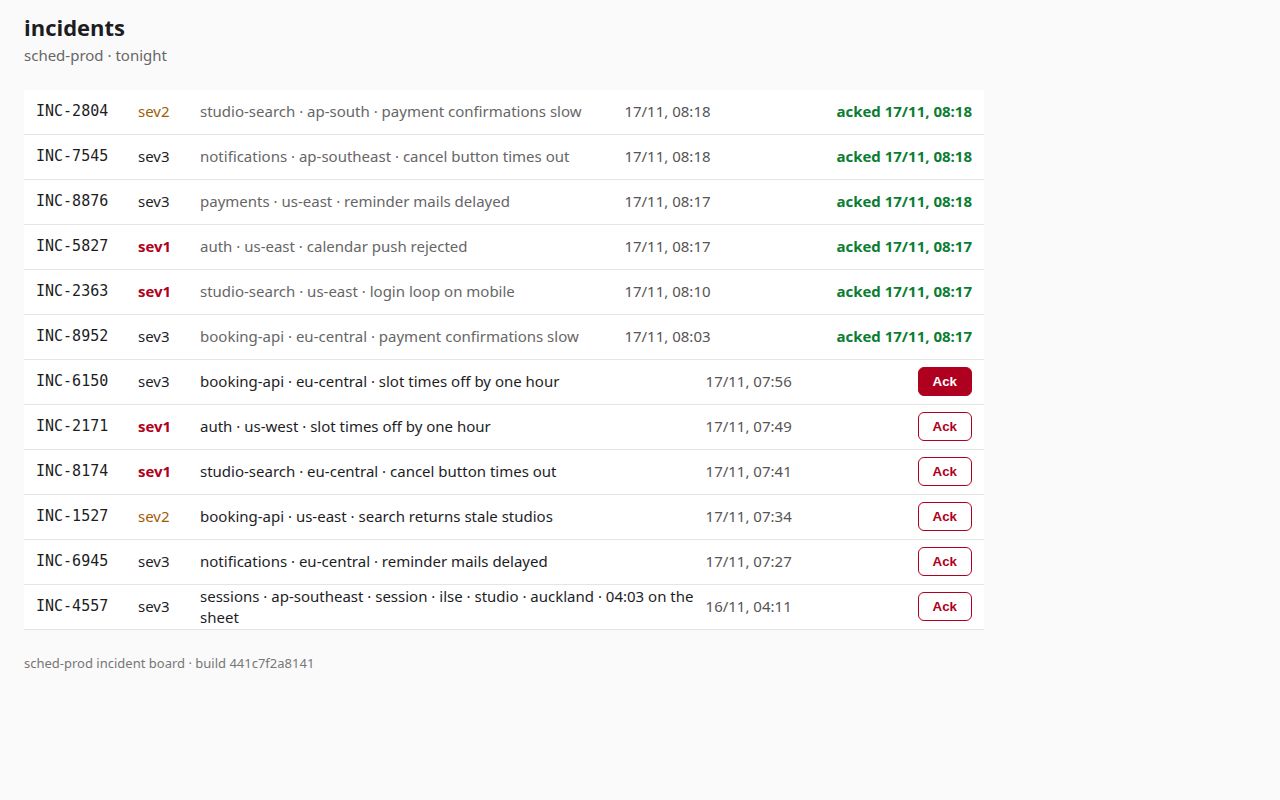 incidents
sched-prod · tonight
INC-2804 sev2 studio-search · ap-south · payment confirmations slow 17/11, 08:18 acked 17/11, 08:18
INC-7545 sev3 notifications · ap-southeast · cancel button times out 17/11, 08:18 acked 17/11, 08:18
INC-8876 sev3 payments · us-east · reminder mails delayed 17/11, 08:17 acked 17/11, 08:18
INC-5827 sev1 auth · us-east · calendar push rejected 17/11, 08:17 acked 17/11, 08:17
INC-2363 sev1 studio-search · us-east · login loop on mobile 17/11, 08:10 acked 17/11, 08:17
INC-8952 sev3 booking-api · eu-central · payment confirmations slow 17/11, 08:03 acked 17/11, 08:17
INC-6150 sev3 booking-api · eu-central · slot times off by one hour 17/11, 07:56 Ack
INC-2171 sev1 auth · us-west · slot times off by one hour 17/11, 07:49 Ack
INC-8174 sev1 studio-search · eu-central · cancel button times out 17/11, 07:41 Ack
INC-1527 sev2 booking-api · us-east · search returns stale studios 17/11, 07:34 Ack
INC-6945 sev3 notifications · eu-central · reminder mails delayed 17/11, 07:27 Ack
INC-4557 sev3 sessions · ap-southeast · session · ilse · studio · auckland · 04:03 on the
sheet 16/11, 04:11 Ack
sched-prod incident board · build 441c7f2a8141